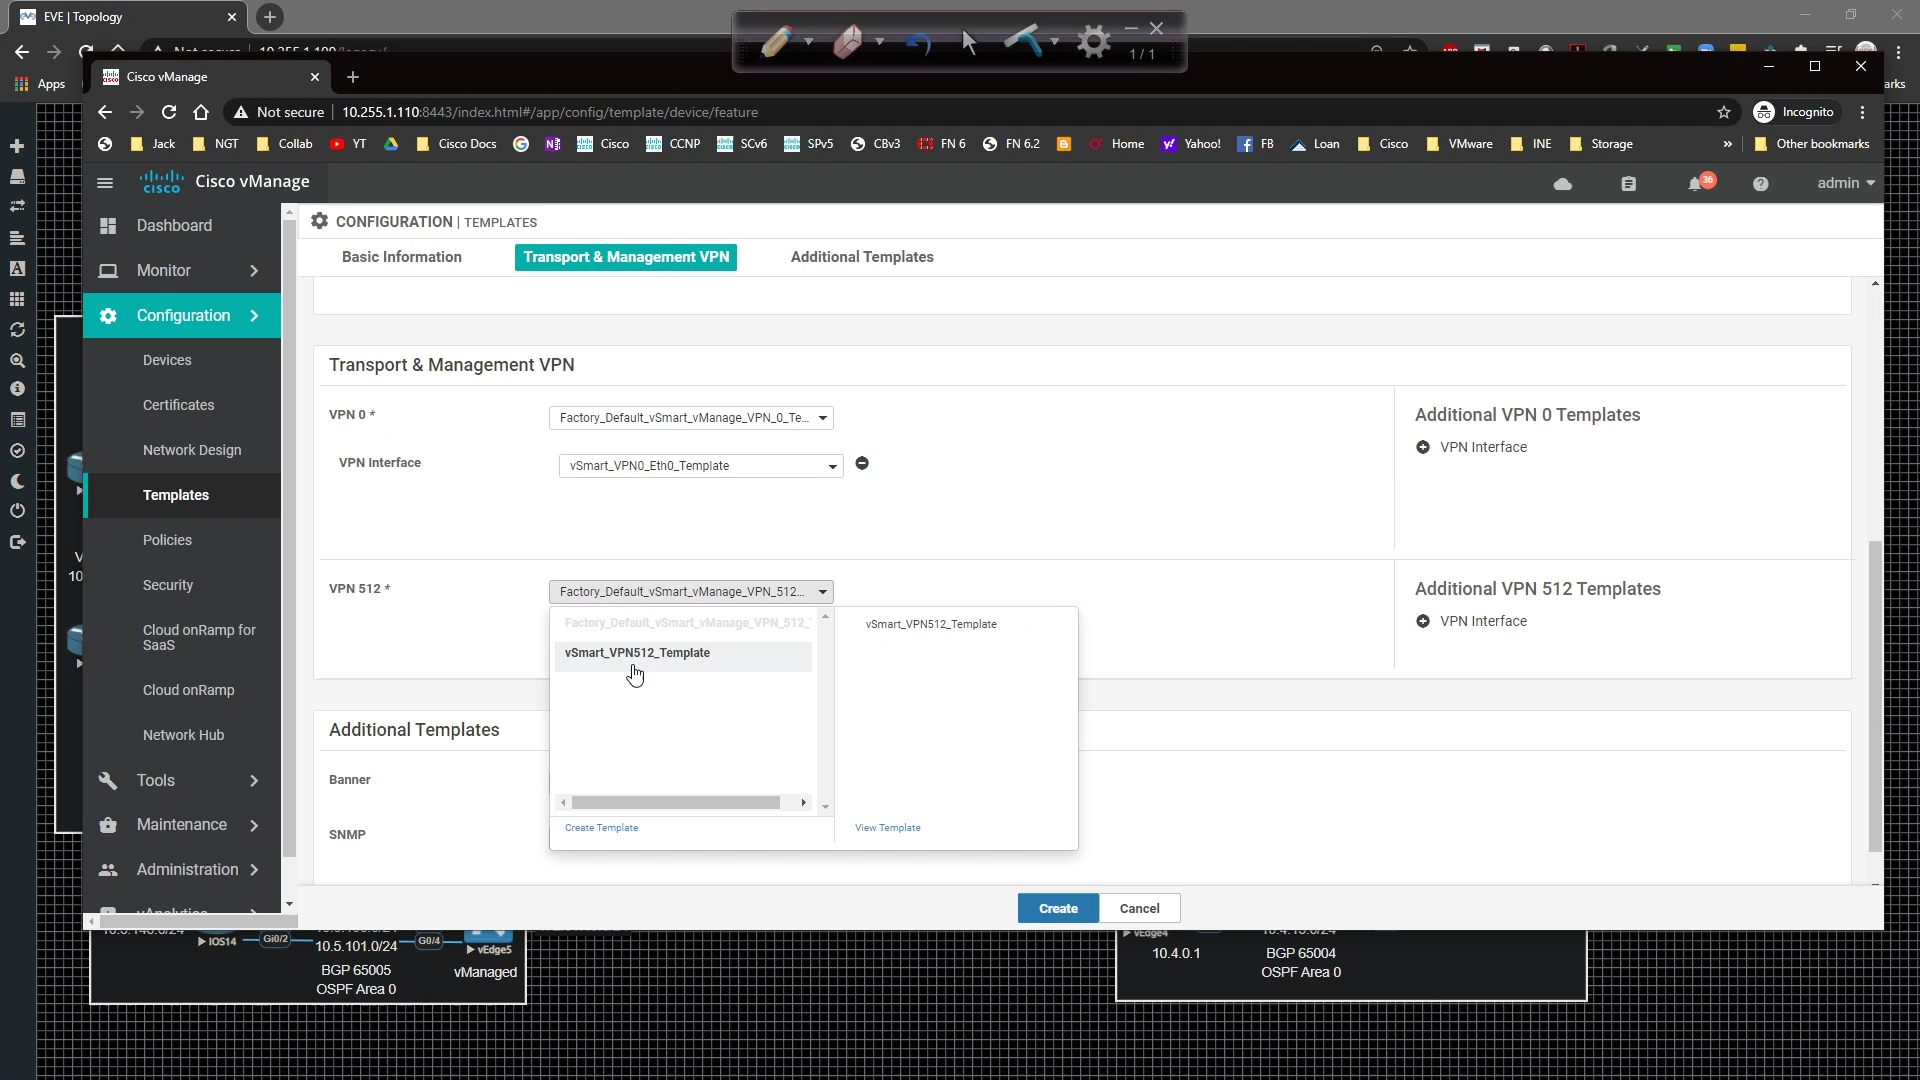 EVE | Topology
1 / 1
Apps
Cisco vManage
Not secure
10.255.1.110:8443/index.html#/app/config/template/device/feature
Incognito
Jack
NGT
Collab
YT
Cisco Docs
Cisco
CCNP
SCv6
SPv5
CBv3
FN 6
FN 6.2
Home
Yahoo!
FB
Loan
Cisco
VMware
INE
Storage
»
Other bookmarks
arks
cisco
Cisco vManage
36
admin
Dashboard
Monitor
Configuration
Devices
Certificates
Network Design
Templates
Policies
Security
Cloud onRamp for
SaaS
Cloud onRamp
Network Hub
Tools
Maintenance
Administration
CONFIGURATION | TEMPLATES
Basic Information
Transport & Management VPN
Additional Templates
Transport & Management VPN
VPN 0 *
Factory_Default_vSmart_vManage_VPN_0_Te...
Additional VPN 0 Templates
VPN Interface
VPN Interface
vSmart_VPN0_Eth0_Template
VPN 512 *
Factory_Default_vSmart_vManage_VPN_512...
Additional VPN 512 Templates
VPN Interface
Factory_Default_vSmart_vManage_VPN_512_
vSmart_VPN512_Template
vSmart_VPN512_Template
Create Template
View Template
Additional Templates
Banner
SNMP
Create
Cancel
IOS14
Gi0/2
10.5.101.0/24
G0/4
vEdge5
BGP 65005
vManaged
OSPF Area 0
vEdge4
10.4.0.1
BGP 65004
OSPF Area 0